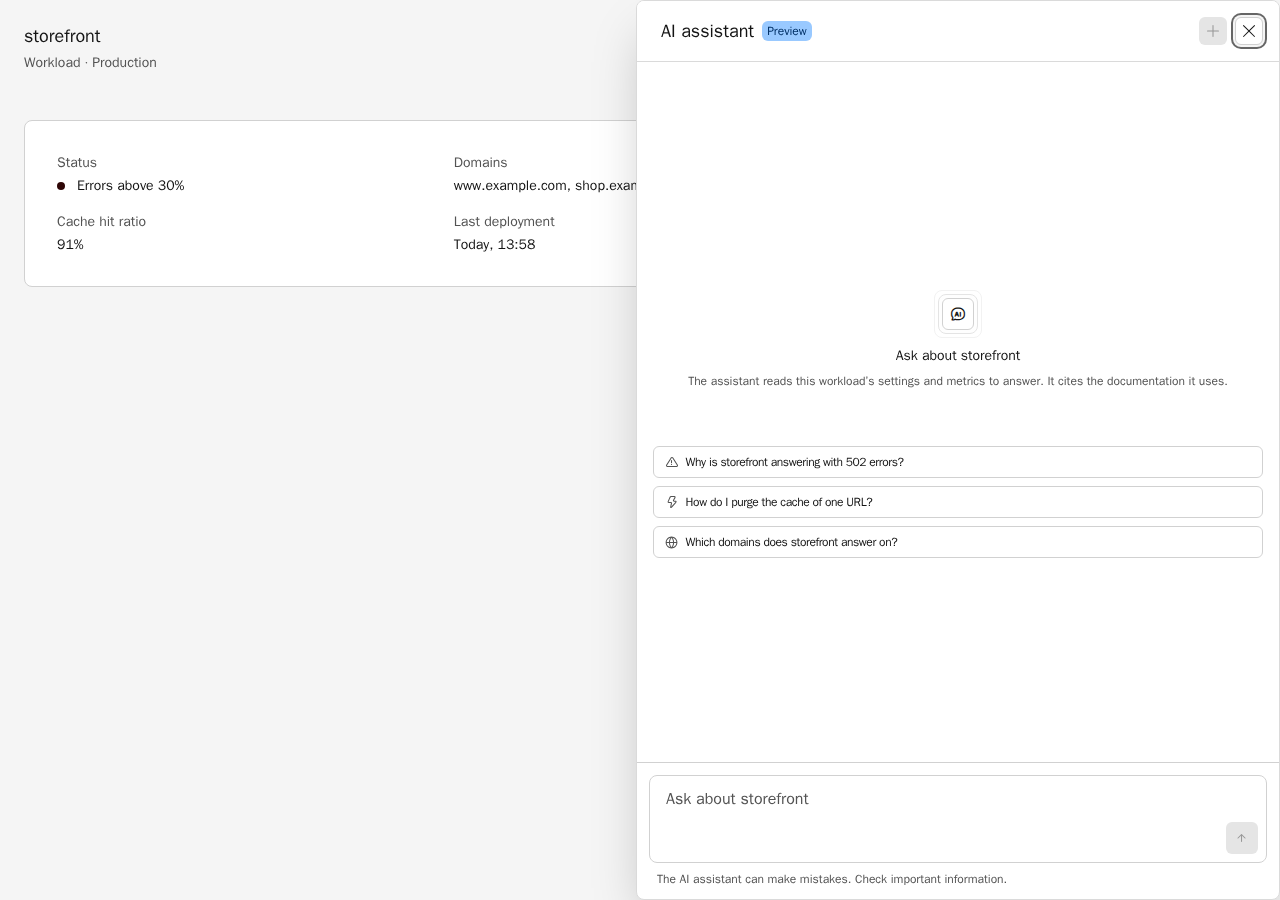 storefront
Workload · Production
Status
Errors above 30%
Cache hit ratio
91%
Domains
www.example.com, shop.exam
Last deployment
Today, 13:58
AI assistant
Preview
AI
Ask about storefront
The assistant reads this workload's settings and metrics to answer. It cites the documentation it uses.
Why is storefront answering with 502 errors?
How do I purge the cache of one URL?
Which domains does storefront answer on?
Ask about storefront
The AI assistant can make mistakes. Check important information.